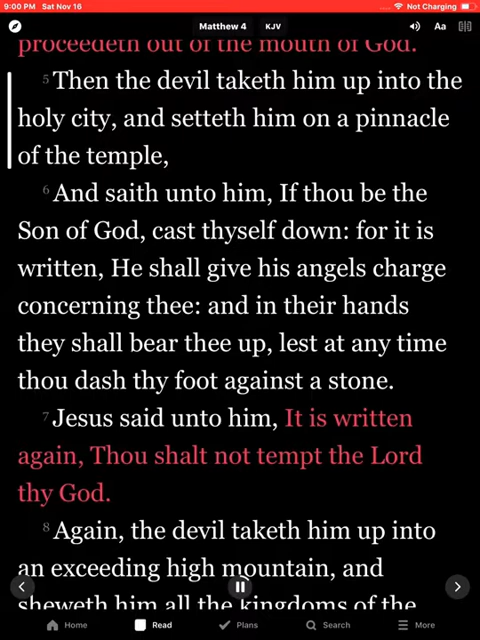 9:00 PM Sat Nov 16 Not Charging
Matthew 4 KJV Aa
proceedeth out of the mouth of God.
5 Then the devil taketh him up into the
holy city, and setteth him on a pinnacle
of the temple,
6 And saith unto him, If thou be the
Son of God, cast thyself down: for it is
written, He shall give his angels charge
concerning thee: and in their hands
they shall bear thee up, lest at any time
thou dash thy foot against a stone.
7 Jesus said unto him, It is written
again, Thou shalt not tempt the Lord
thy God.
8 Again, the devil taketh him up into
an exceeding high mountain, and
sheweth him all the kingdoms of the
Home Read Plans Search More